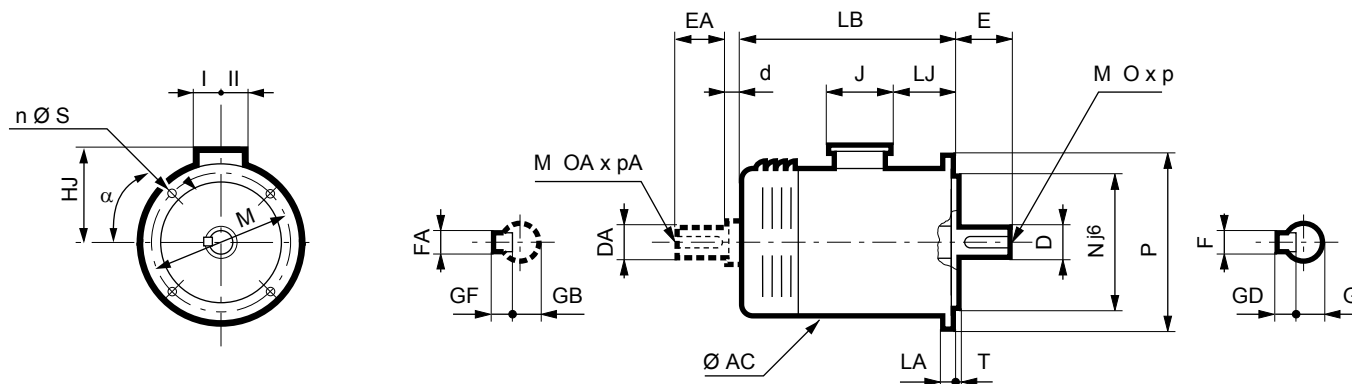 I II
n Ø S
HJ
α
M
FA
GF GB
EA
LB
E
d
J
LJ
M O x p
M OA x pA
DA
D
N j6
P
Ø AC
LA T
F
GD G